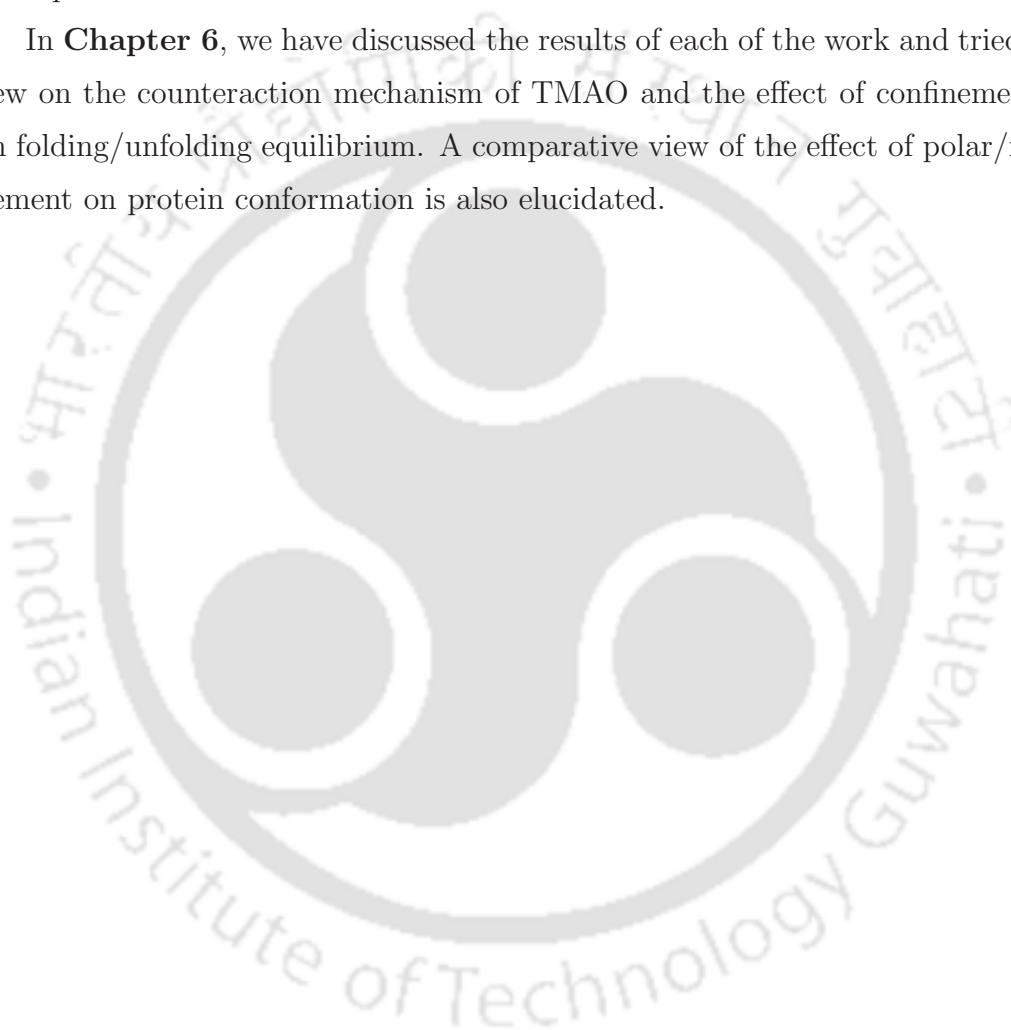 In Chapter 6, we have discussed the results of each of the work and tried
on the counteraction mechanism of TMAO and the effect of confineme
folding/unfolding equilibrium. A comparative view of the effect of polar/
ement on protein conformation is also elucidated.
भारतीय प्रौद्योगिकी संस्थान गुवाहाटी
Indian Institute of Technology Guwahati